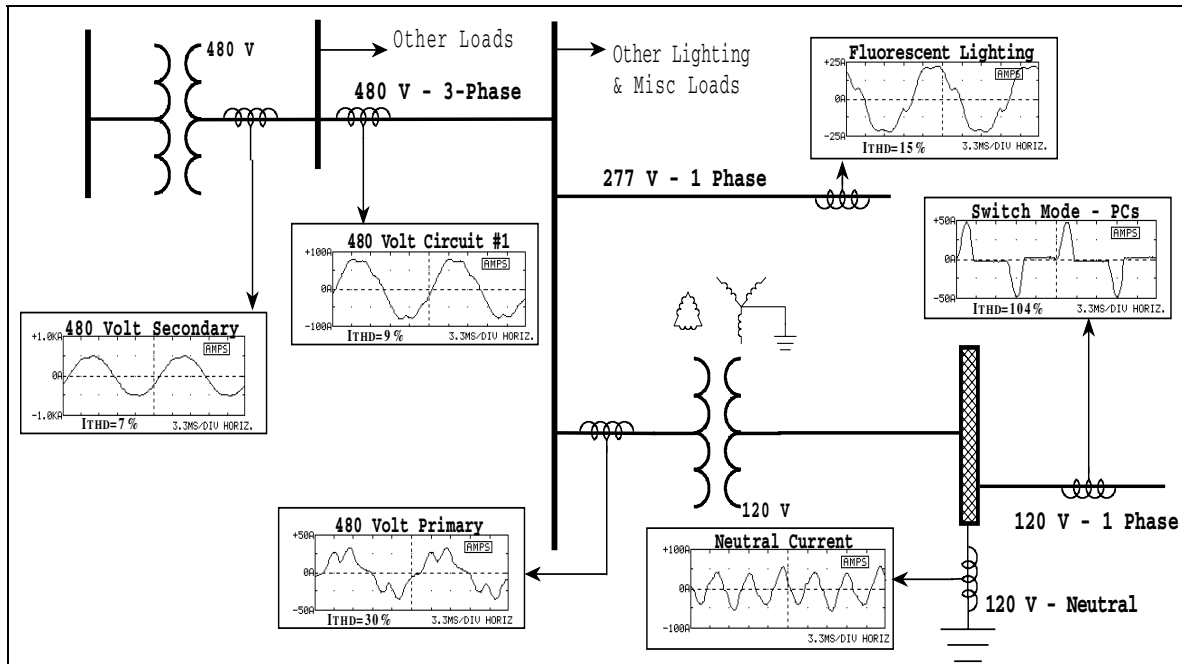 480 V
Other Loads
480 V - 3-Phase
Other Lighting
& Misc Loads
Fluorescent Lighting
+25A
AMPS
0A
-25A
ITHD=15%
3.3MS/DIV HORIZ.
277 V - 1 Phase
Switch Mode - PCs
+50A
AMPS
0A
-50A
ITHD=104%
3.3MS/DIV HORIZ.
480 Volt Circuit #1
+100A
AMPS
0A
-100A
ITHD=9%
3.3MS/DIV HORIZ.
480 Volt Secondary
+1.0KA
AMPS
0A
-1.0KA
ITHD=7%
3.3MS/DIV HORIZ.
480 Volt Primary
+50A
AMPS
0A
-50A
ITHD=30%
3.3MS/DIV HORIZ
120 V
Neutral Current
+100A
AMPS
0A
-100A
3.3MS/DIV HORIZ
120 V - 1 Phase
120 V - Neutral